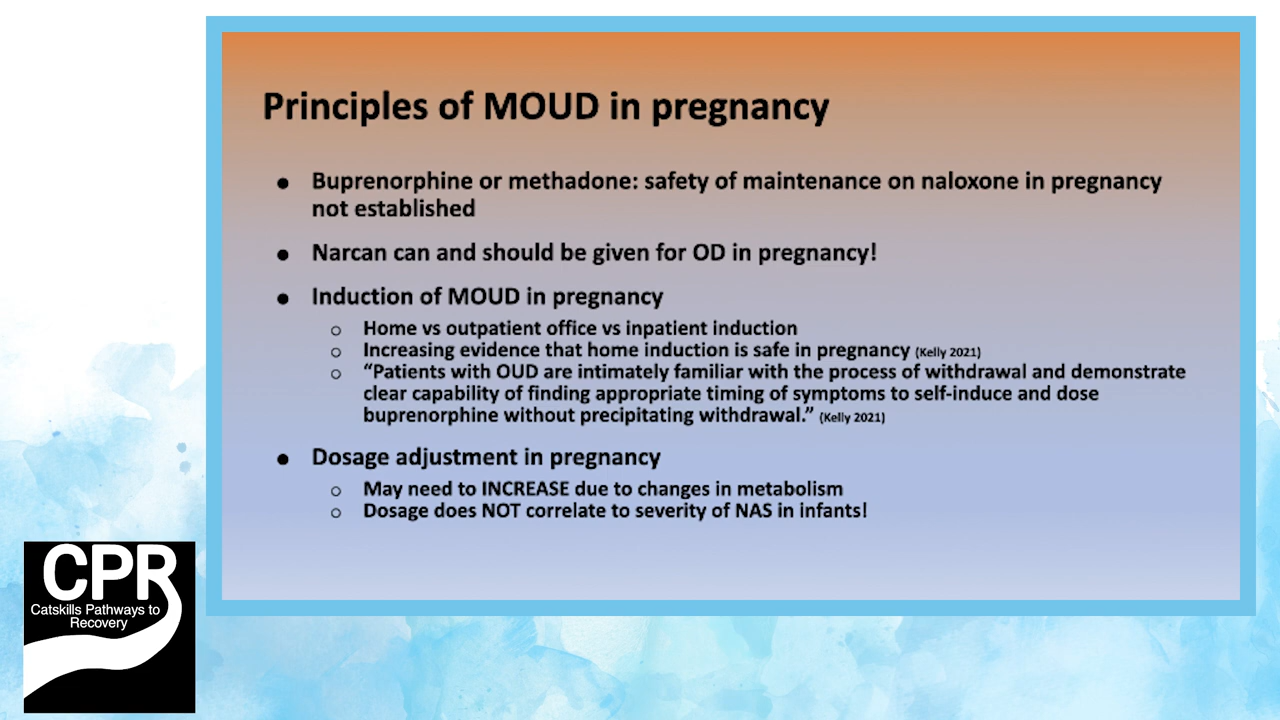 Principles of MOUD in pregnancy
● Buprenorphine or methadone: safety of maintenance on naloxone in pregnancy
not established
● Narcan can and should be given for OD in pregnancy!
● Induction of MOUD in pregnancy
○ Home vs outpatient office vs inpatient induction
○ Increasing evidence that home induction is safe in pregnancy (Kelly 2021)
○ “Patients with OUD are intimately familiar with the process of withdrawal and demonstrate
clear capability of finding appropriate timing of symptoms to self-induce and dose
buprenorphine without precipitating withdrawal.” (Kelly 2021)
● Dosage adjustment in pregnancy
○ May need to INCREASE due to changes in metabolism
○ Dosage does NOT correlate to severity of NAS in infants!
CPR
Catskills Pathways to
Recovery